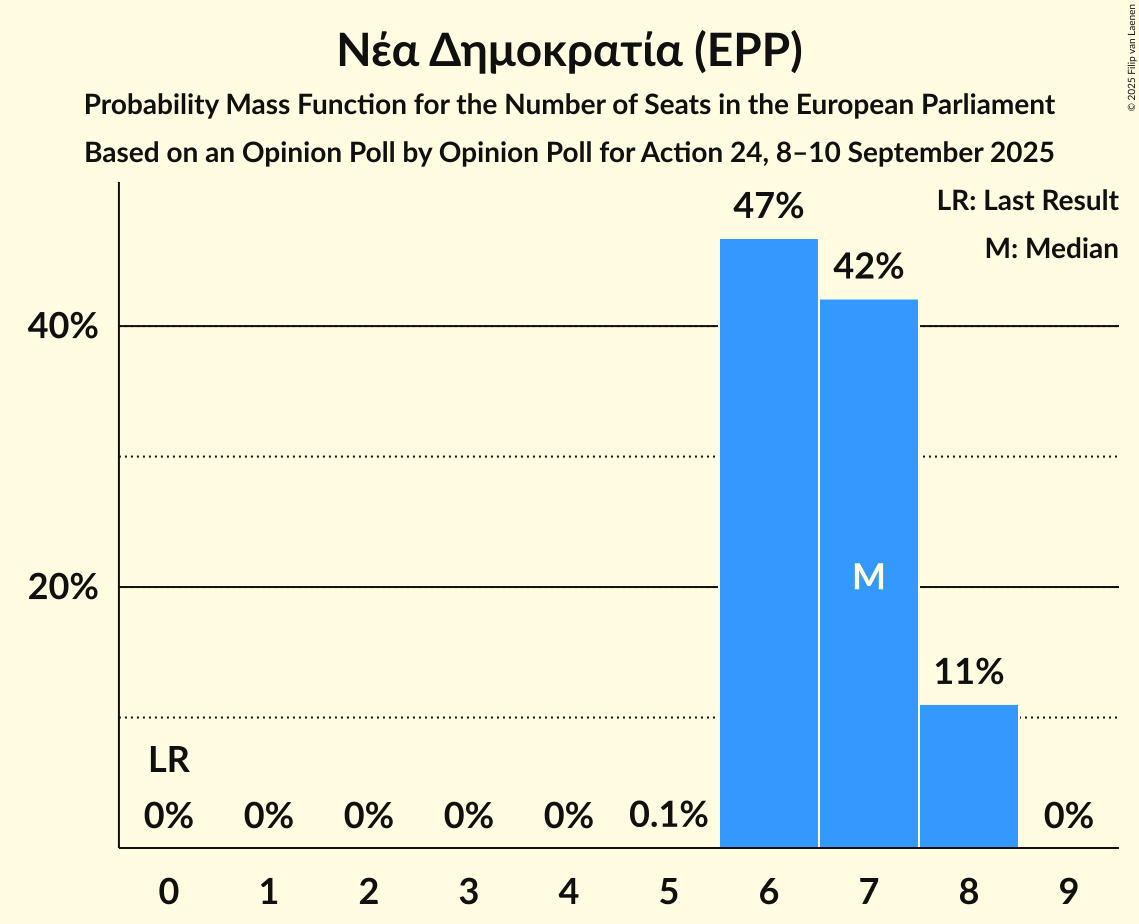 Νέα Δημοκρατία (EPP)
Probability Mass Function for the Number of Seats in the European Parliament
Based on an Opinion Poll by Opinion Poll for Action 24, 8–10 September 2025
© 2025 Filip van Laenen
LR: Last Result
M: Median
47%
42%
40%
M
20%
11%
LR
0% 0% 0% 0% 0% 0.1% 0%
0 1 2 3 4 5 6 7 8 9